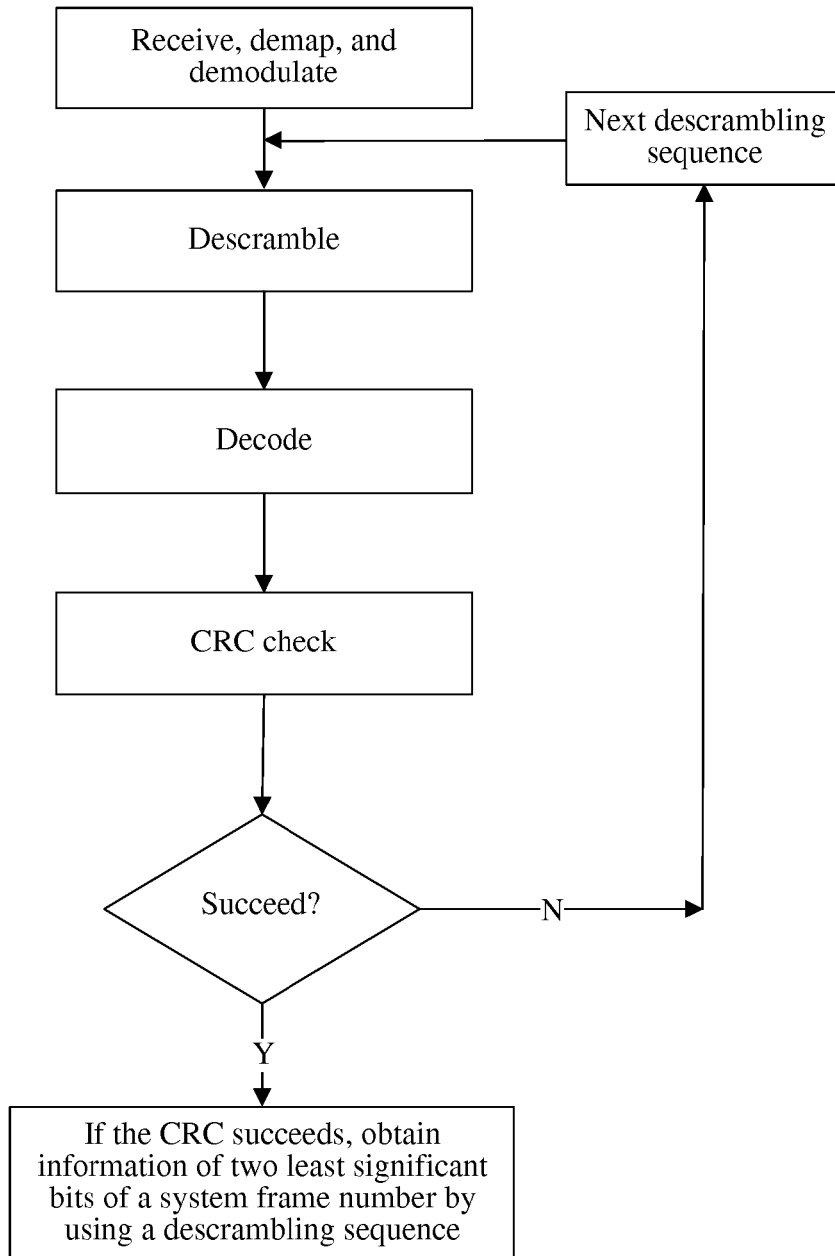 Receive, demap, and
demodulate
Next descrambling
sequence
Descramble
Decode
CRC check
Succeed?
N
Y
If the CRC succeeds, obtain
information of two least significant
bits of a system frame number by
using a descrambling sequence